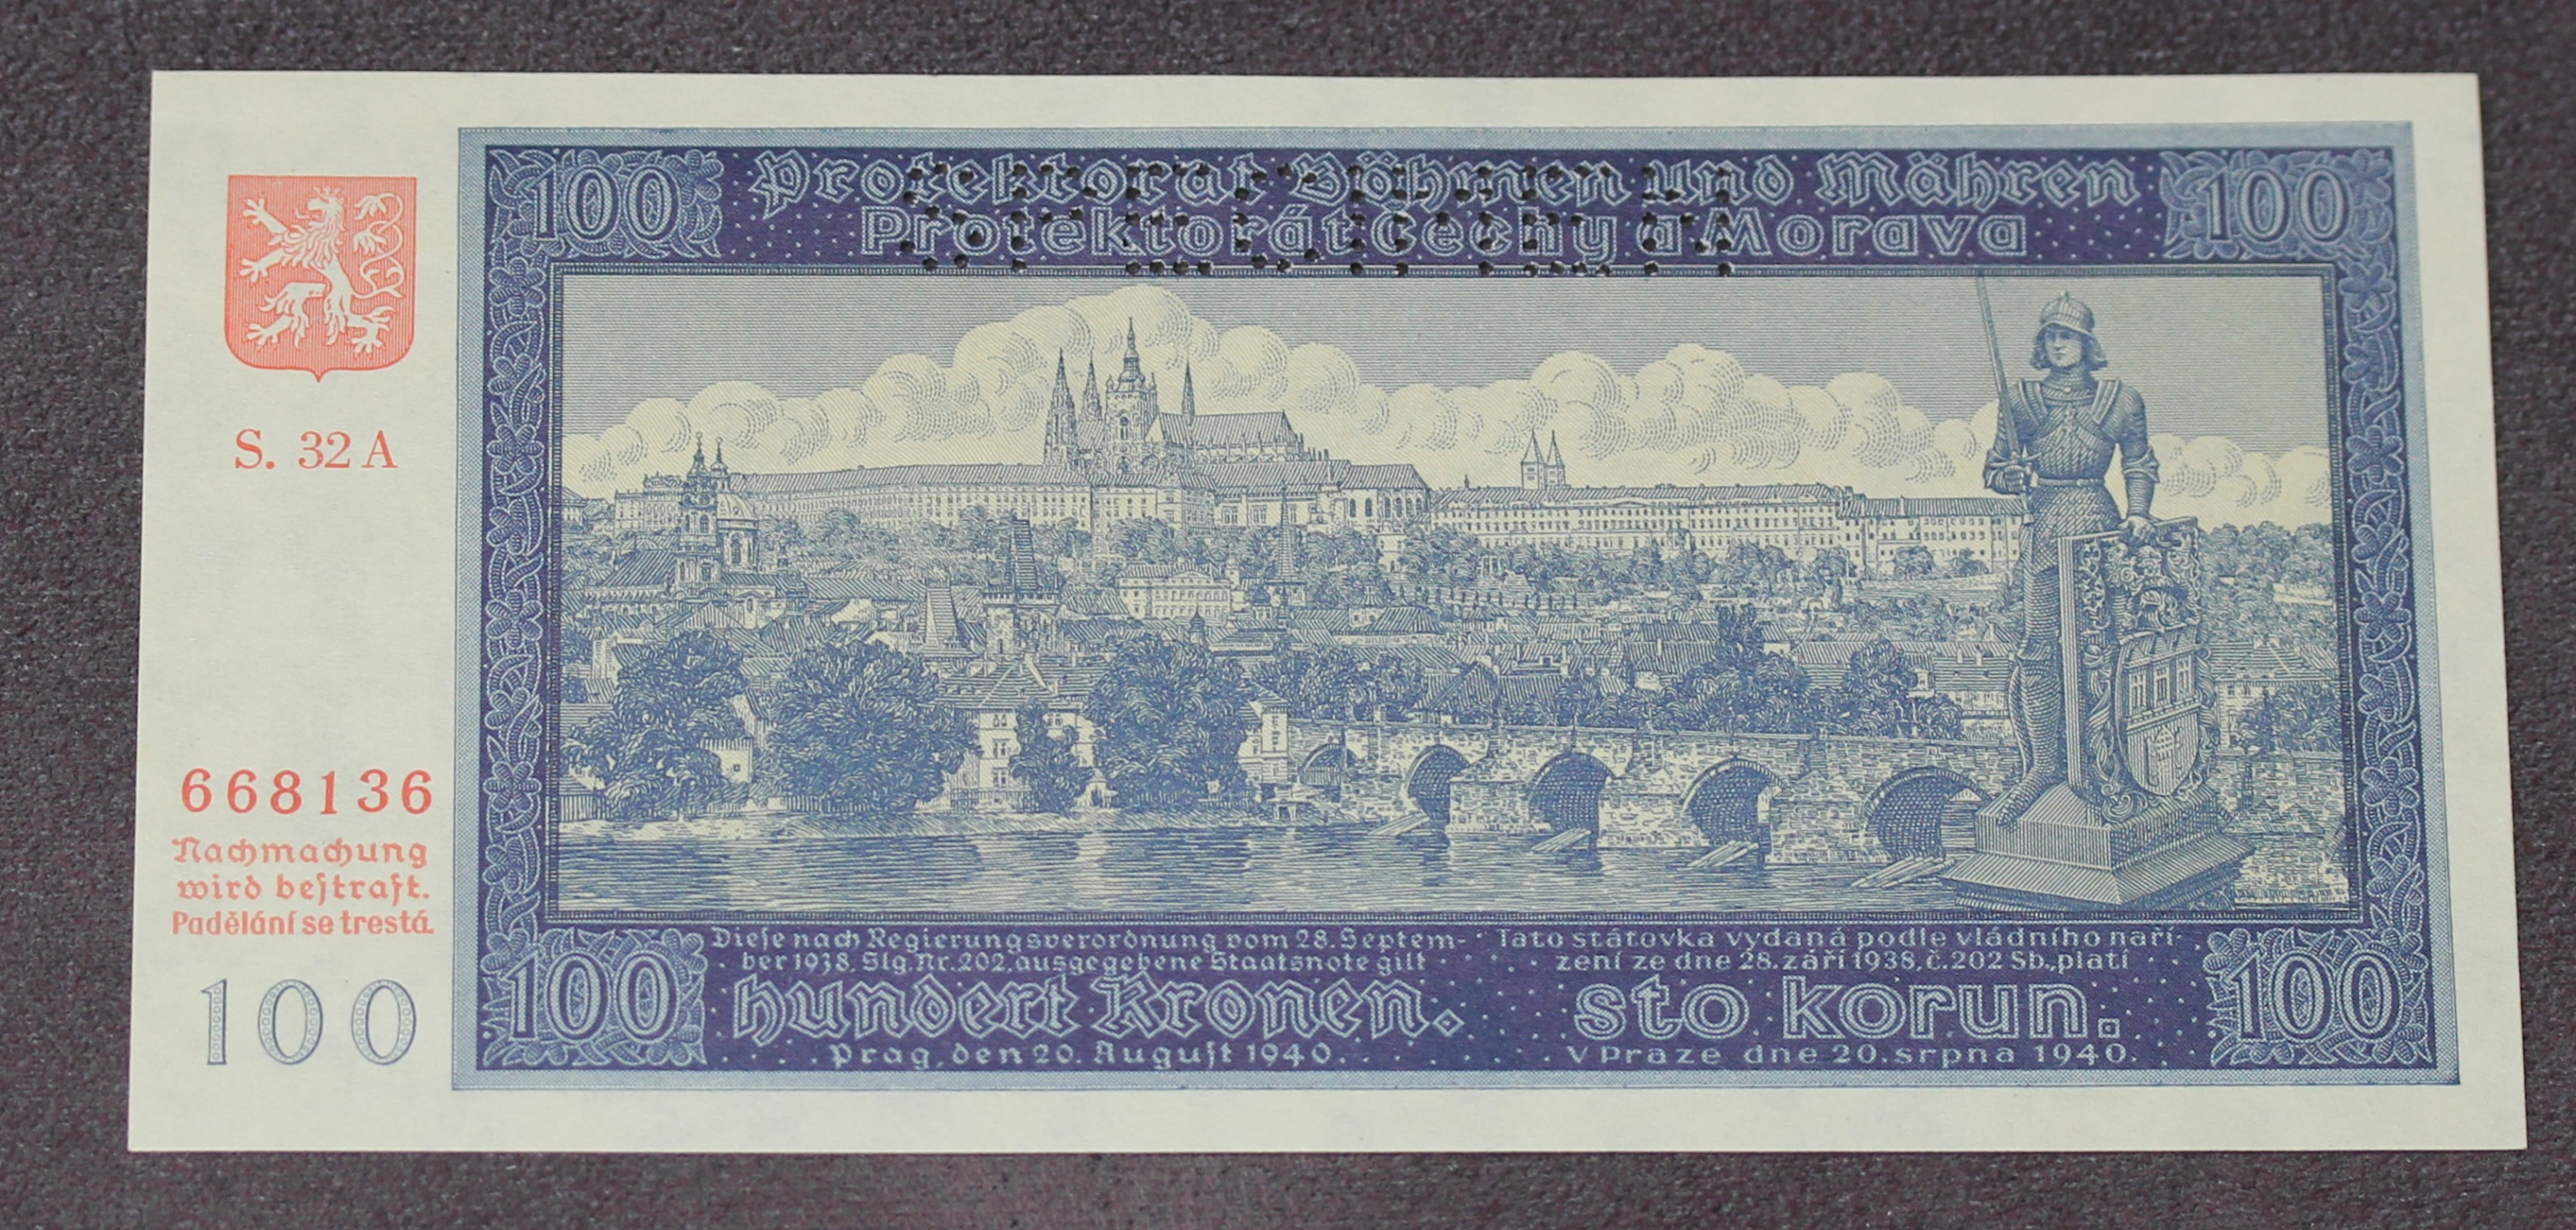 100 Protektorat Böhmen und Mähren 100
Protektorát Čechy a Morava
SPECIMEN
S. 32 A
668136
Nachmachung
wird bestraft.
Padělání se trestá.
100
Diese nach Regierungsverordnung vom 28. Septem-
ber 1938. Slg. Nr. 202, ausgegebene Staatsnote gilt
hundert Kronen.
Prag, den 20. August 1940.
Tato státovka vydaná podle vládního naří-
zení ze dne 28. září 1938, č. 202 Sb., platí
sto korun.
V Praze dne 20. srpna 1940.
100
100